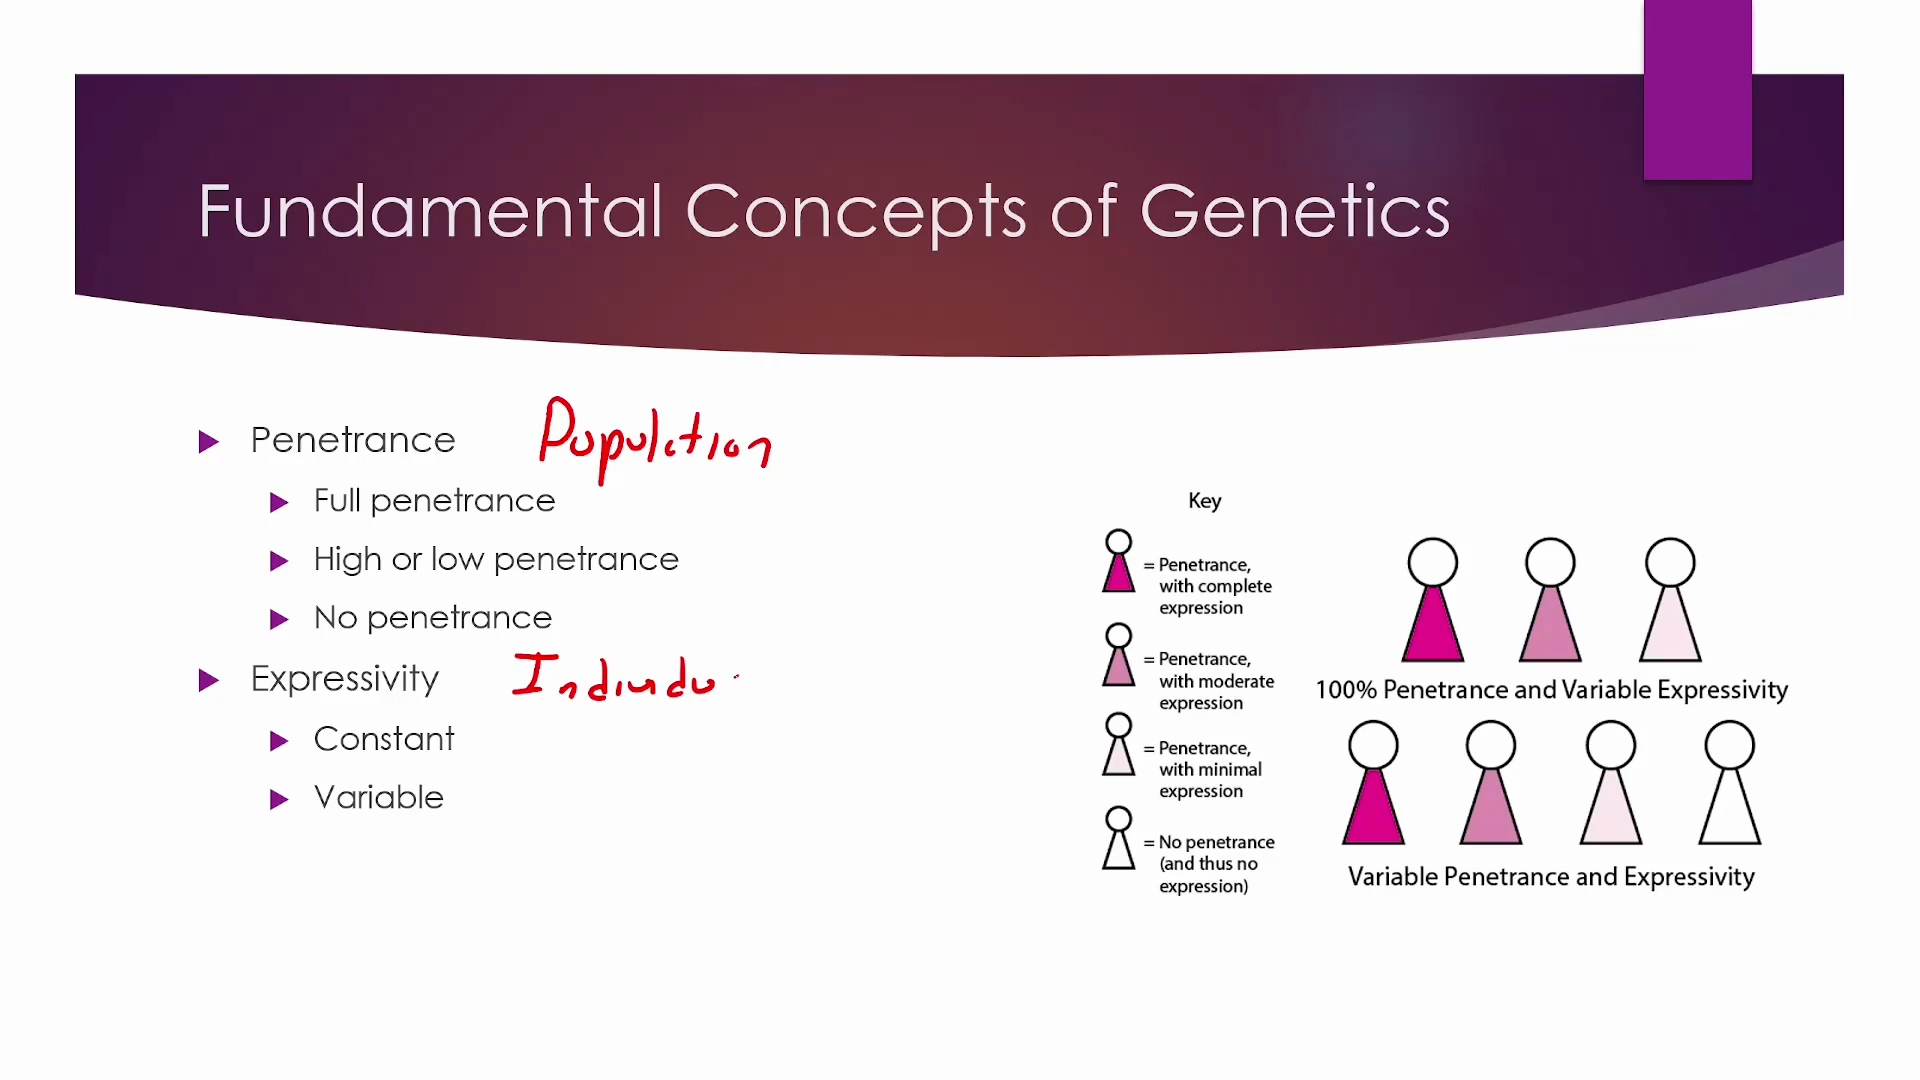 Fundamental Concepts of Genetics
Penetrance Population
Full penetrance
High or low penetrance
No penetrance
Expressivity Individu
Constant
Variable
Key
= Penetrance,
with complete
expression
= Penetrance,
with moderate
expression
= Penetrance,
with minimal
expression
= No penetrance
(and thus no
expression)
100% Penetrance and Variable Expressivity
Variable Penetrance and Expressivity